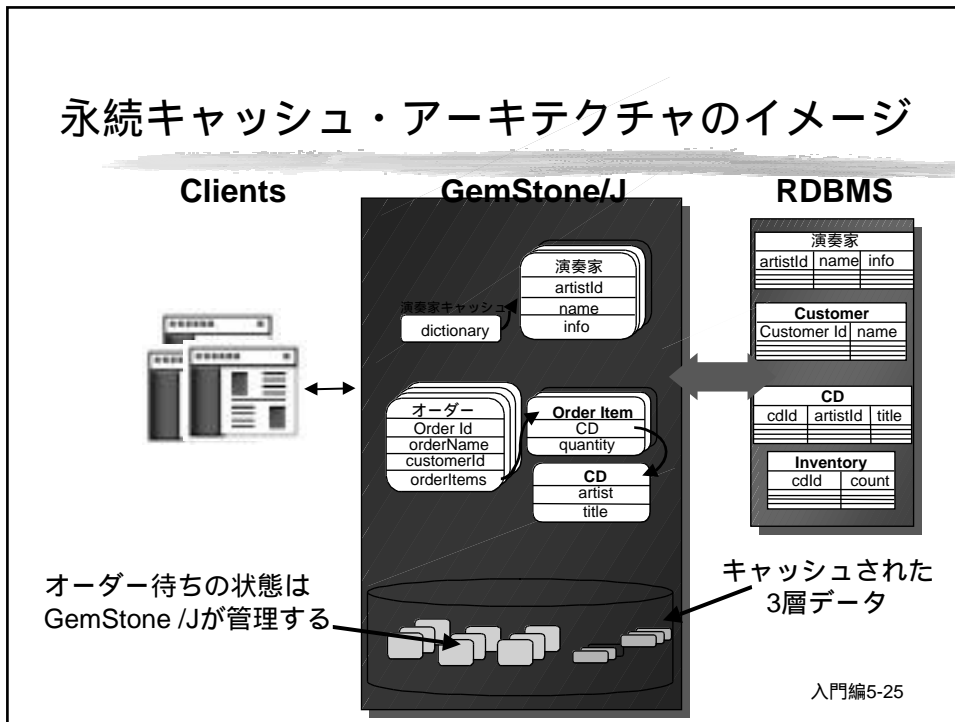 永続キャッシュ・アーキテクチャのイメージ
Clients
GemStone/J
RDBMS
演奏家キャッシュ
dictionary
演奏家
artistId
name
info
オーダー
Order Id
orderName
customerId
orderItems
Order Item
CD
quantity
CD
artist
title
演奏家
artistId name info
Customer
Customer Id name
CD
cdId artistId title
Inventory
cdId count
オーダー待ちの状態は
GemStone /Jが管理する
キャッシュされた
3層データ
入門編5-25